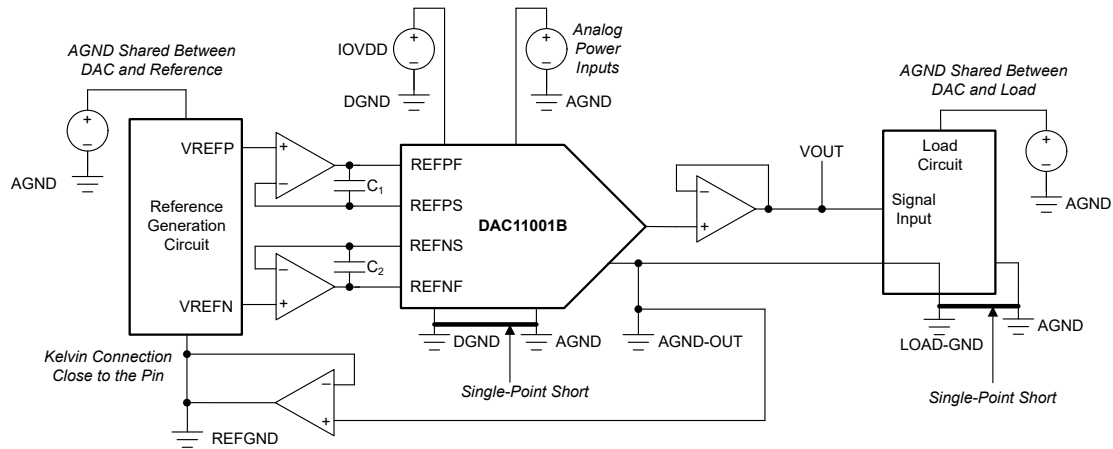 AGND Shared Between
DAC and Reference
IOVDD
DGND
Analog
Power
Inputs
AGND
AGND Shared Between
DAC and Load
AGND
VREFP
Reference
Generation
Circuit
VREFN
C1
C2
REFPF
REFPS
REFNS
REFNF
DAC11001B
VOUT
Load
Circuit
Signal
Input
AGND
DGND
AGND
AGND-OUT
LOAD-GND
AGND
Kelvin Connection
Close to the Pin
Single-Point Short
Single-Point Short
REFGND
+
−
+
−
+
−
+
−
+
−
−
+
−
+
−
+
−
+